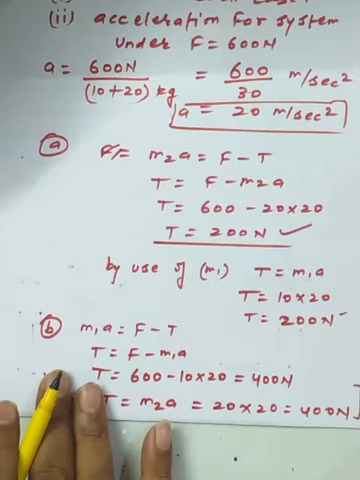 (ii) acceleration for system
under F = 600N
a = 600N / (10+20) kg = 600 / 30 m/sec²
a = 20 m/sec²
(a) m₂a = F - T
T = F - m₂a
T = 600 - 20×20
T = 200N ✓
by use of (m₁) T = m₁a
T = 10×20
T = 200N
(b) m₁a = F - T
T = F - m₁a
T = 600 - 10×20 = 400N
T = m₂a = 20×20 = 400N]